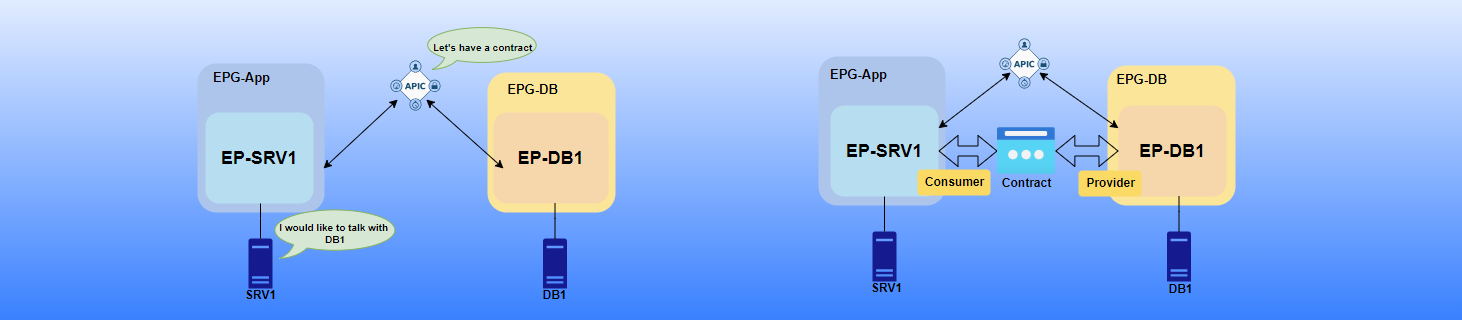 Let's have a contract
EPG-App
APIC
EPG-DB
EP-SRV1
EP-DB1
I would like to talk with
DB1
SRV1
DB1
EPG-App
APIC
EPG-DB
EP-SRV1
EP-DB1
Consumer
Contract
Provider
SRV1
DB1